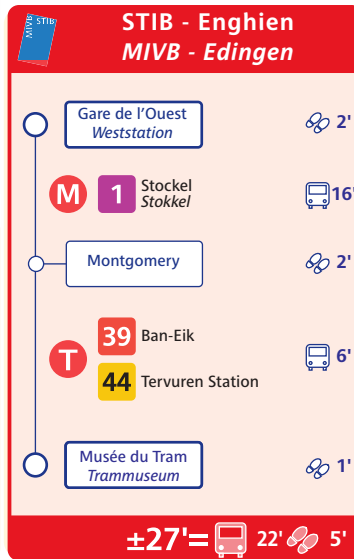 MIVB STIB
STIB - Enghien
MIVB - Edingen
Gare de l'Ouest
Weststation
2'
M 1 Stockel
Stokkel
16'
Montgomery
2'
39 Ban-Eik
T
6'
44 Tervuren Station
Musée du Tram
Trammuseum
1'
±27'= 22' 5'